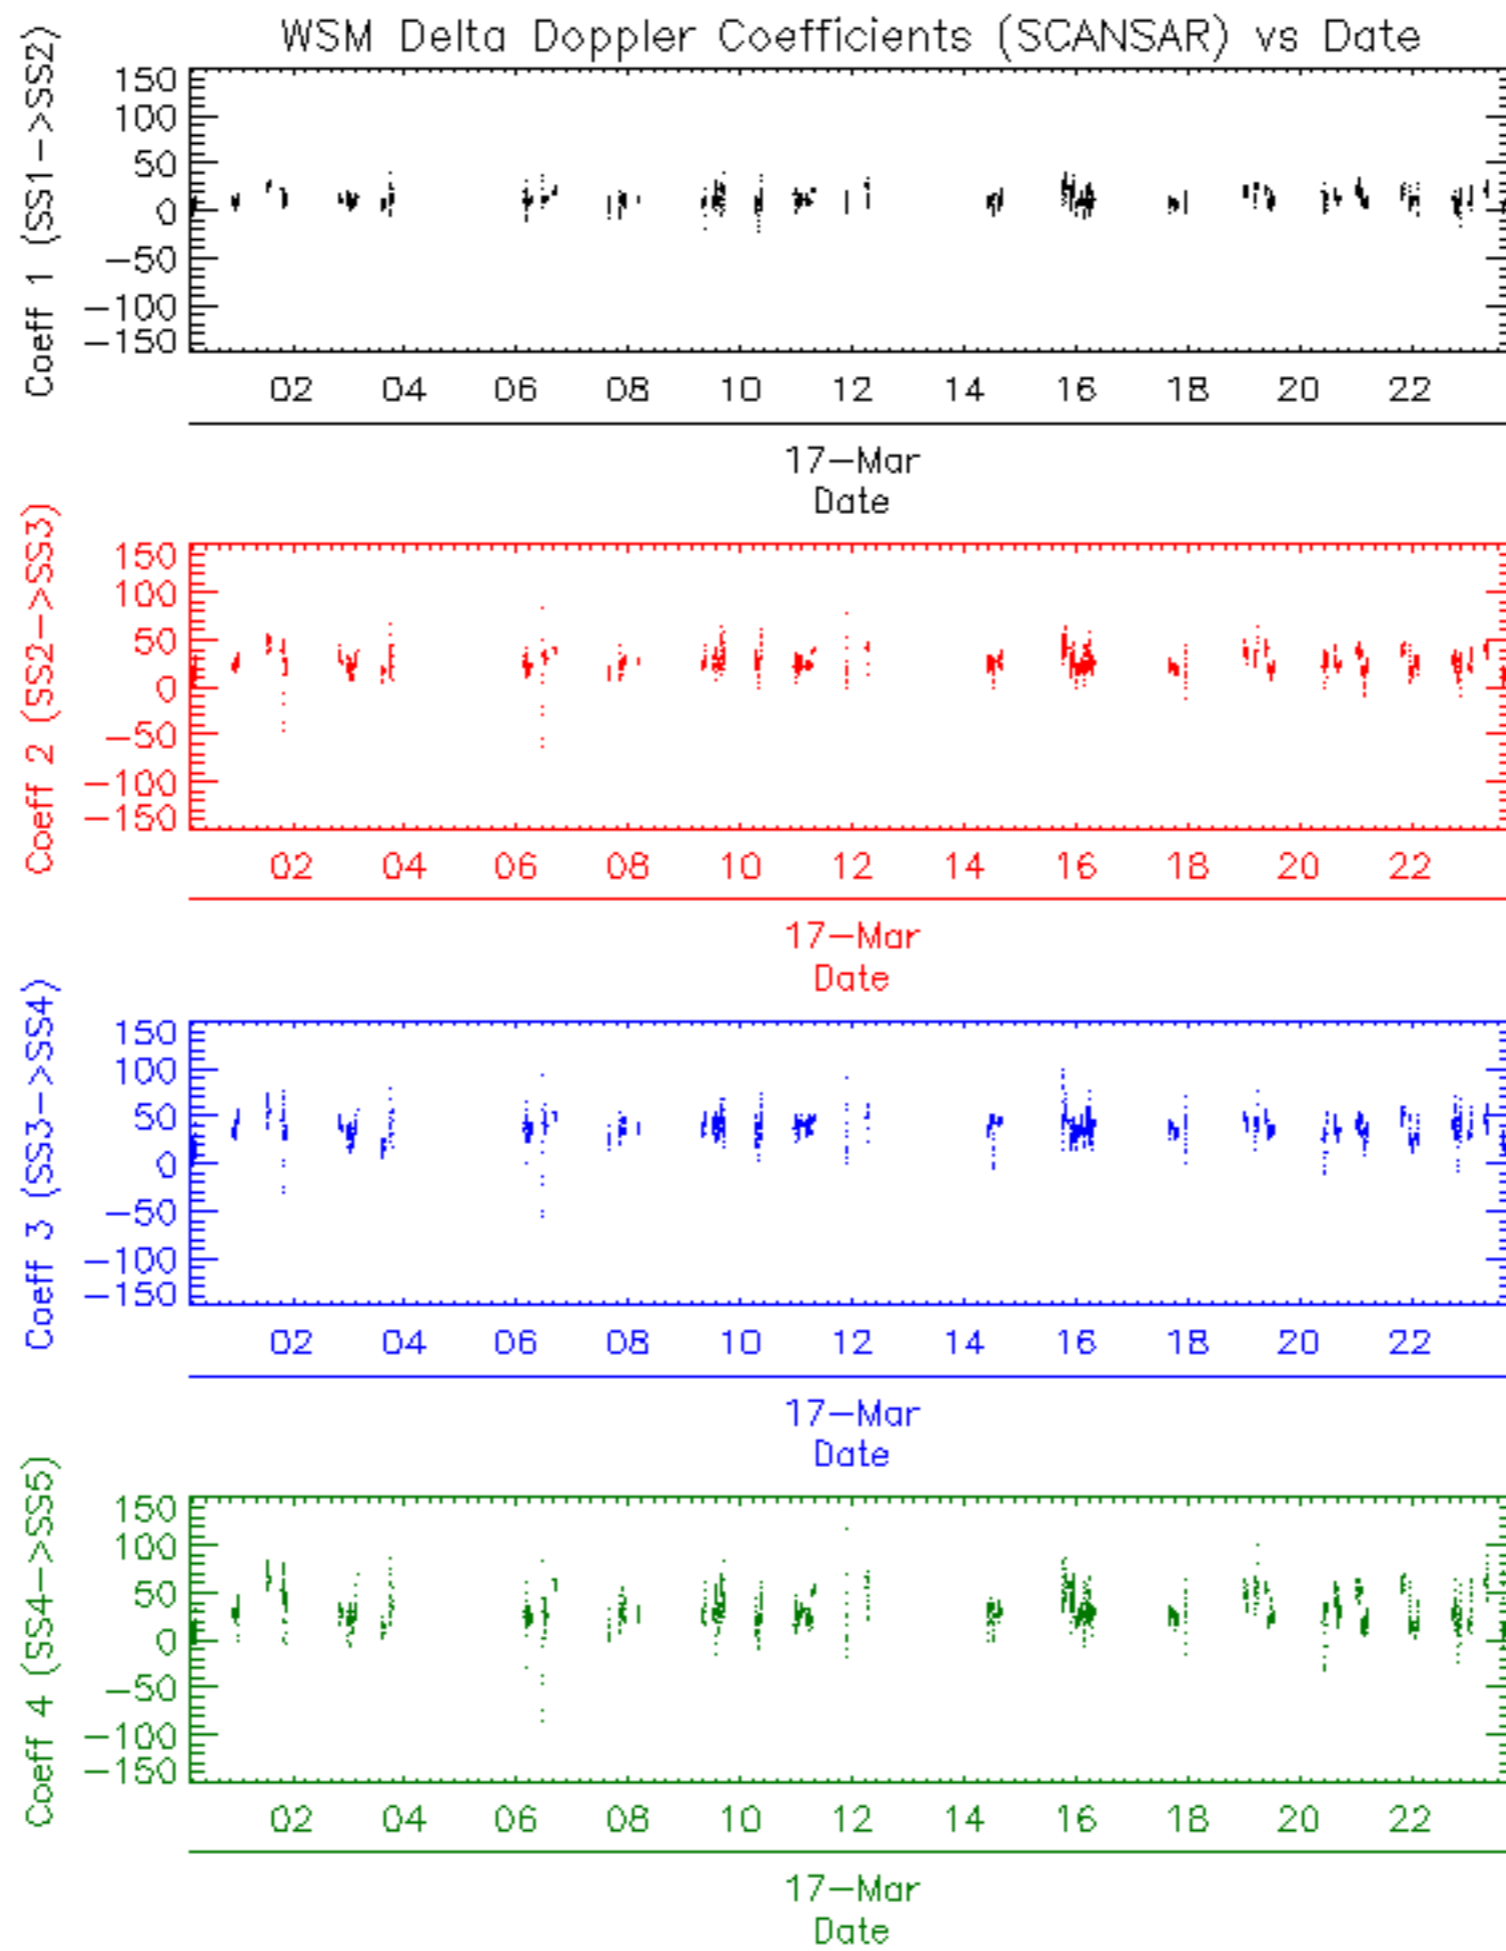 WSM Delta Doppler Coefficients (SCANSAR) vs Date
Coeff 1 (SS1->SS2)
150
100
50
0
-50
-100
-150
02 04 06 08 10 12 14 16 18 20 22
17-Mar
Date
Coeff 2 (SS2->SS3)
150
100
50
0
-50
-100
-150
02 04 06 08 10 12 14 16 18 20 22
17-Mar
Date
Coeff 3 (SS3->SS4)
150
100
50
0
-50
-100
-150
02 04 06 08 10 12 14 16 18 20 22
17-Mar
Date
Coeff 4 (SS4->SS5)
150
100
50
0
-50
-100
-150
02 04 06 08 10 12 14 16 18 20 22
17-Mar
Date